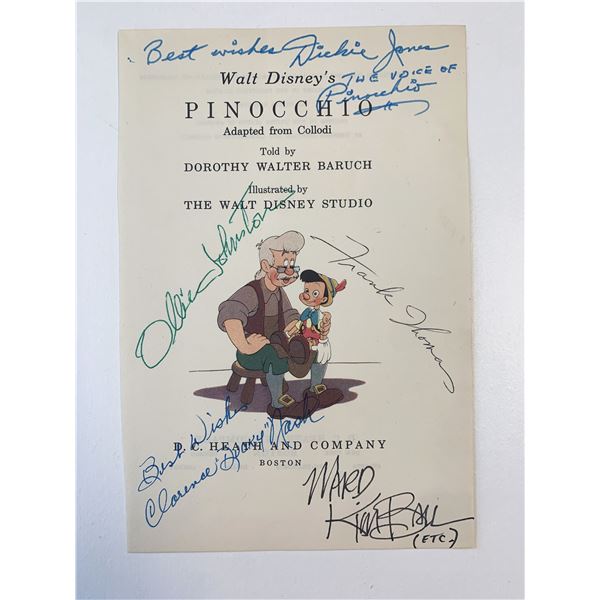 Best wishes Dickie Jones
Walt Disney's
THE VOICE OF
PINOCCHIO
Pinocchio
Adapted from Collodi
Told by
DOROTHY WALTER BARUCH
Illustrated by
THE WALT DISNEY STUDIO
Ollie Johnston
Frank Thomas
Best Wishes
Clarence "Ducky" Nash
D. C. HEATH AND COMPANY
BOSTON
WARD
KIMBALL
(ETC.)